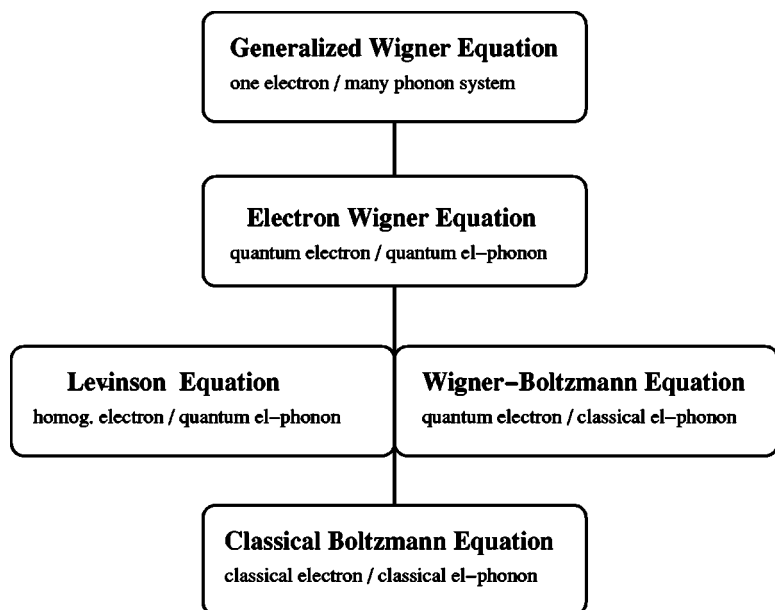 Generalized Wigner Equation
one electron / many phonon system
Electron Wigner Equation
quantum electron / quantum el−phonon
Levinson Equation
homog. electron / quantum el−phonon
Wigner−Boltzmann Equation
quantum electron / classical el−phonon
Classical Boltzmann Equation
classical electron / classical el−phonon